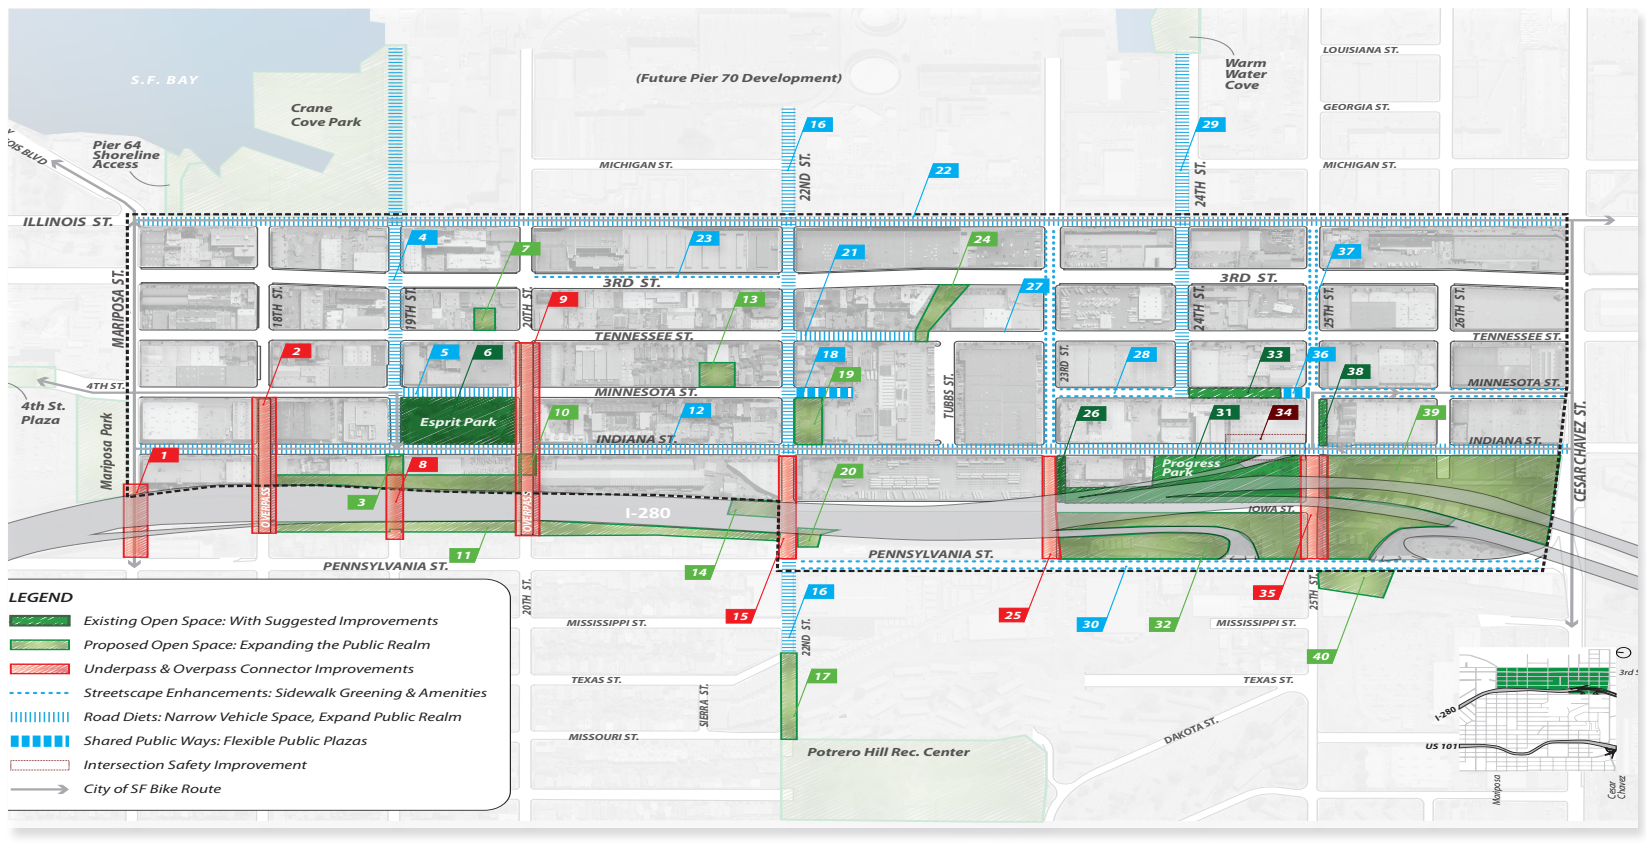 S.F. BAY
Crane
Cove Park
(Future Pier 70 Development)
Warm
Water
Cove
LOUISIANA ST.
GEORGIA ST.
MICHIGAN ST.
MICHIGAN ST.
OIS BLVD
Pier 64
Shoreline
Access
16
22ND ST.
29
24TH ST.
22
ILLINOIS ST.
4
7
23
21
24
37
MARIPOSA ST.
18TH ST.
19TH ST.
20TH ST.
3RD ST.
3RD ST.
9
13
27
24TH ST.
25TH ST.
26TH ST.
TENNESSEE ST.
TENNESSEE ST.
2
5
6
18
19
23RD ST.
28
33
36
38
4TH ST.
MINNESOTA ST.
MINNESOTA ST.
4th St.
Plaza
Mariposa Park
Esprit Park
10
12
TUBBS ST.
26
31
34
39
INDIANA ST.
INDIANA ST.
CESAR CHAVEZ ST.
1
8
20
Progress
Park
OVERPASS
OVERPASS
3
I-280
IOWA ST.
11
PENNSYLVANIA ST.
PENNSYLVANIA ST.
14
15
16
25
30
32
35
40
20TH ST.
22ND ST.
25TH ST.
MISSISSIPPI ST.
MISSISSIPPI ST.
TEXAS ST.
TEXAS ST.
17
SIERRA ST.
MISSOURI ST.
DAKOTA ST.
Potrero Hill Rec. Center
LEGEND
Existing Open Space: With Suggested Improvements
Proposed Open Space: Expanding the Public Realm
Underpass & Overpass Connector Improvements
Streetscape Enhancements: Sidewalk Greening & Amenities
Road Diets: Narrow Vehicle Space, Expand Public Realm
Shared Public Ways: Flexible Public Plazas
Intersection Safety Improvement
City of SF Bike Route
3rd S
I-280
US 101
Mariposa
Cesar
Chavez